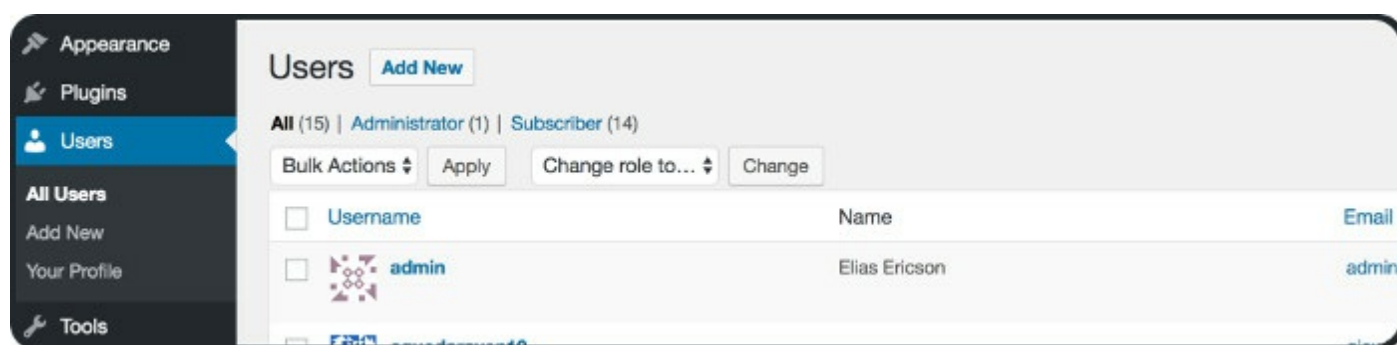 Appearance
Plugins
Users
All Users
Add New
Your Profile
Tools
Users Add New
All (15) | Administrator (1) | Subscriber (14)
Bulk Actions Apply Change role to... Change
Username Name Email
admin Elias Ericson admin